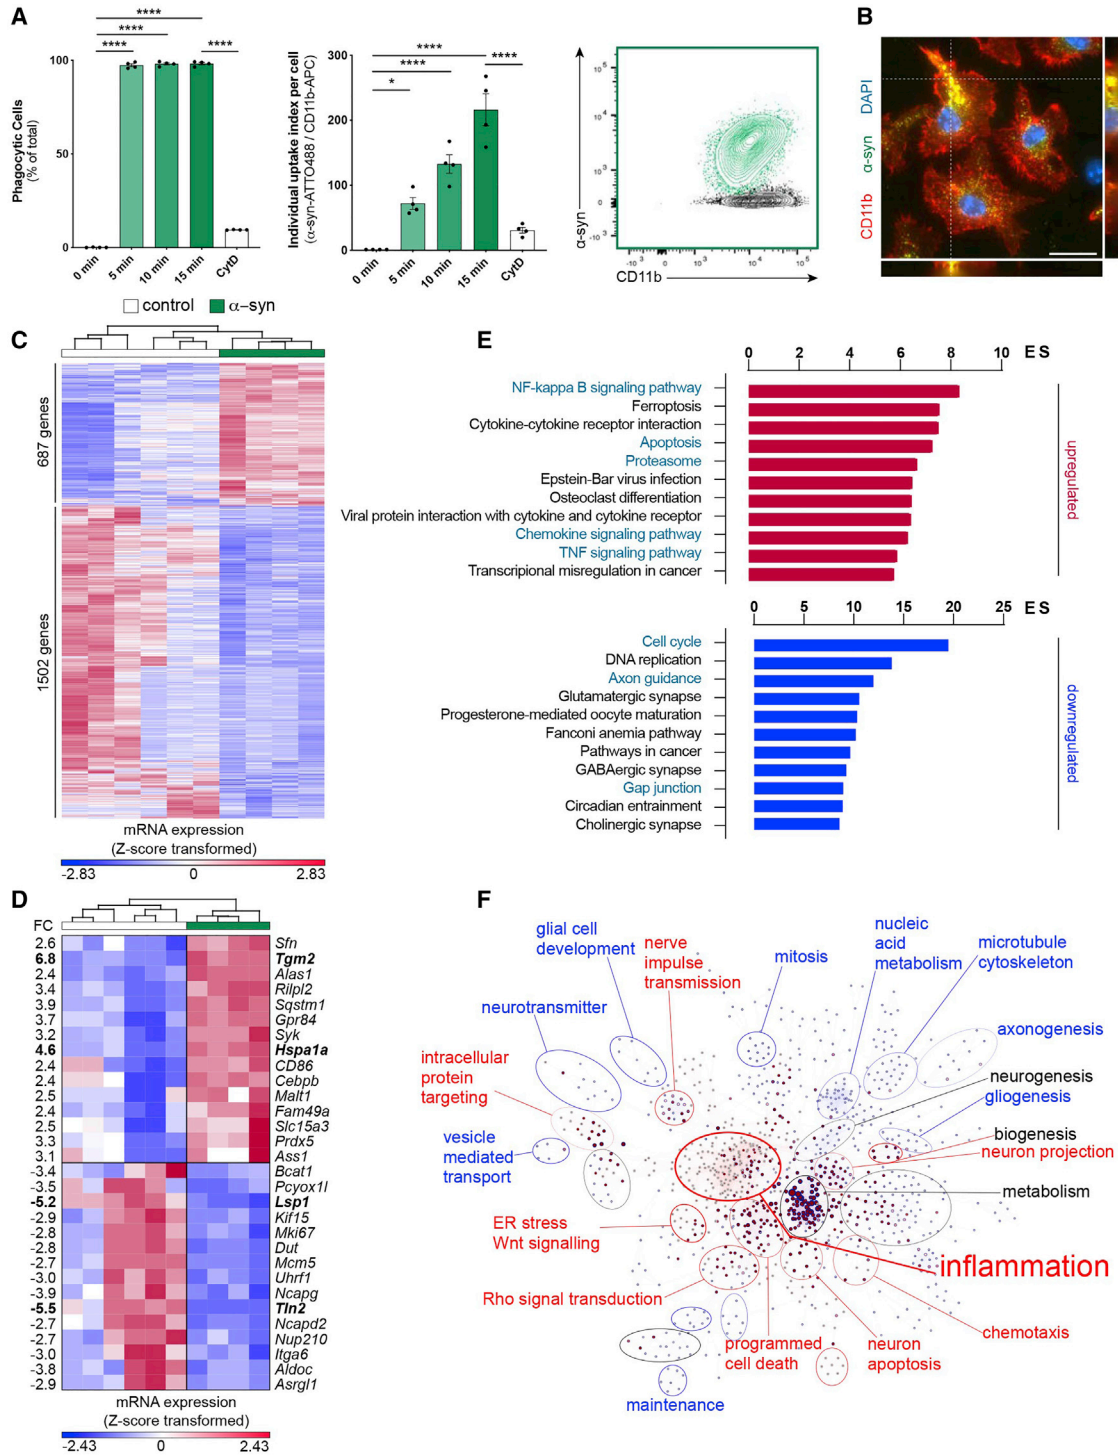 A
****
****
****
****
Phagocytic Cells
(% of total)
100
50
0
0 min
5 min
10 min
15 min
CytD
****
****
****
*
Individual uptake index per cell
(α-syn-ATTO488 / CD11b-APC)
300
200
100
0
0 min
5 min
10 min
15 min
CytD
α-syn
10⁵
10⁴
10³
0
-10³
-10³
0
10³
10⁴
10⁵
CD11b
B
CD11b α-syn DAPI
control
α–syn
C
687 genes
1502 genes
mRNA expression
(Z-score transformed)
-2.83
0
2.83
E
0
2
4
6
8
10
E S
NF-kappa B signaling pathway
Ferroptosis
Cytokine-cytokine receptor interaction
Apoptosis
Proteasome
Epstein-Bar virus infection
Osteoclast differentiation
Viral protein interaction with cytokine and cytokine receptor
Chemokine signaling pathway
TNF signaling pathway
Transcripional misregulation in cancer
upregulated
0
5
10
15
20
25
E S
Cell cycle
DNA replication
Axon guidance
Glutamatergic synapse
Progesterone-mediated oocyte maturation
Fanconi anemia pathway
Pathways in cancer
GABAergic synapse
Gap junction
Circadian entrainment
Cholinergic synapse
downregulated
D
FC
2.6 Sfn
6.8 Tgm2
2.4 Alas1
3.4 Rilpl2
3.9 Sqstm1
3.7 Gpr84
3.2 Syk
4.6 Hspa1a
2.4 CD86
2.4 Cebpb
2.5 Malt1
2.4 Fam49a
2.5 Slc15a3
3.3 Prdx5
3.1 Ass1
-3.4 Bcat1
-3.5 Pcyox1l
-5.2 Lsp1
-2.9 Kif15
-2.8 Mki67
-2.8 Dut
-2.7 Mcm5
-3.0 Uhrf1
-3.9 Ncapg
-5.5 Tln2
-2.7 Ncapd2
-2.7 Nup210
-3.0 Itga6
-3.8 Aldoc
-2.9 Asrgl1
mRNA expression
(Z-score transformed)
-2.43
0
2.43
F
glial cell
development
nerve
impulse
transmission
mitosis
nucleic
acid
metabolism
microtubule
cytoskeleton
neurotransmitter
axonogenesis
intracellular
protein
targeting
neurogenesis
gliogenesis
vesicle
mediated
transport
biogenesis
neuron projection
metabolism
ER stress
Wnt signalling
inflammation
Rho signal transduction
programmed
cell death
neuron
apoptosis
chemotaxis
maintenance